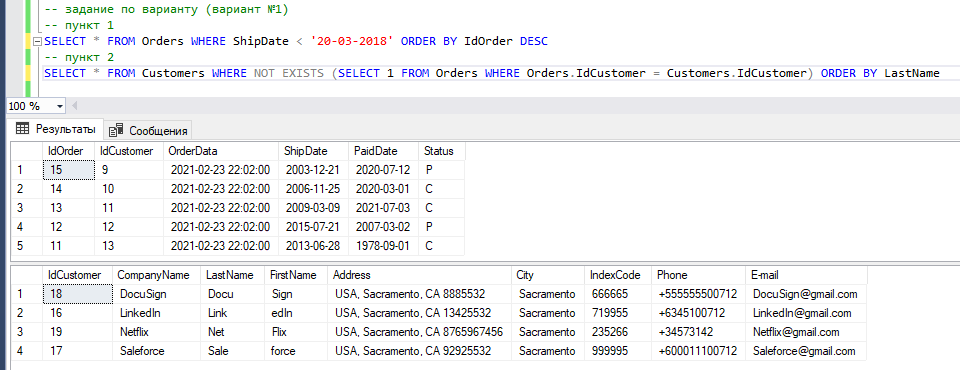 -- задание по варианту (вариант №1)
-- пункт 1
SELECT * FROM Orders WHERE ShipDate < '20-03-2018' ORDER BY IdOrder DESC
-- пункт 2
SELECT * FROM Customers WHERE NOT EXISTS (SELECT 1 FROM Orders WHERE Orders.IdCustomer = Customers.IdCustomer) ORDER BY LastName
100 %
Результаты Сообщения
IdOrder IdCustomer OrderData ShipDate PaidDate Status
1 15 9 2021-02-23 22:02:00 2003-12-21 2020-07-12 P
2 14 10 2021-02-23 22:02:00 2006-11-25 2020-03-01 C
3 13 11 2021-02-23 22:02:00 2009-03-09 2021-07-03 C
4 12 12 2021-02-23 22:02:00 2015-07-21 2007-03-02 P
5 11 13 2021-02-23 22:02:00 2013-06-28 1978-09-01 C
IdCustomer CompanyName LastName FirstName Address City IndexCode Phone E-mail
1 18 DocuSign Docu Sign USA, Sacramento, CA 8885532 Sacramento 666665 +555555500712 DocuSign@gmail.com
2 16 LinkedIn Link edIn USA, Sacramento, CA 13425532 Sacramento 719955 +6345100712 LinkedIn@gmail.com
3 19 Netflix Net Flix USA, Sacramento, CA 8765967456 Sacramento 235266 +34573142 Netflix@gmail.com
4 17 Saleforce Sale force USA, Sacramento, CA 92925532 Sacramento 999995 +600011100712 Saleforce@gmail.com